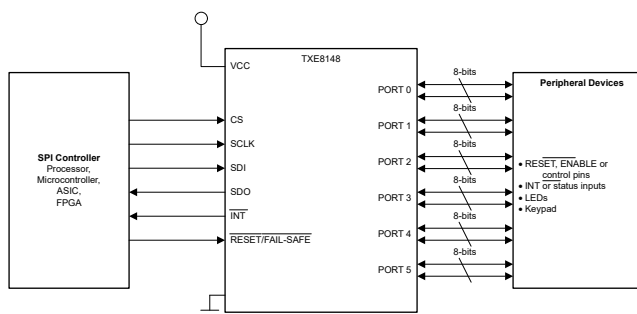 TXE8148
VCC
CS
SCLK
SDI
SDO
INT
RESET/FAIL-SAFE
SPI Controller
Processor,
Microcontroller,
ASIC,
FPGA
PORT 0
PORT 1
PORT 2
PORT 3
PORT 4
PORT 5
8-bits
8-bits
8-bits
8-bits
8-bits
8-bits
Peripheral Devices
• RESET, ENABLE or
control pins
• INT or status inputs
• LEDs
• Keypad